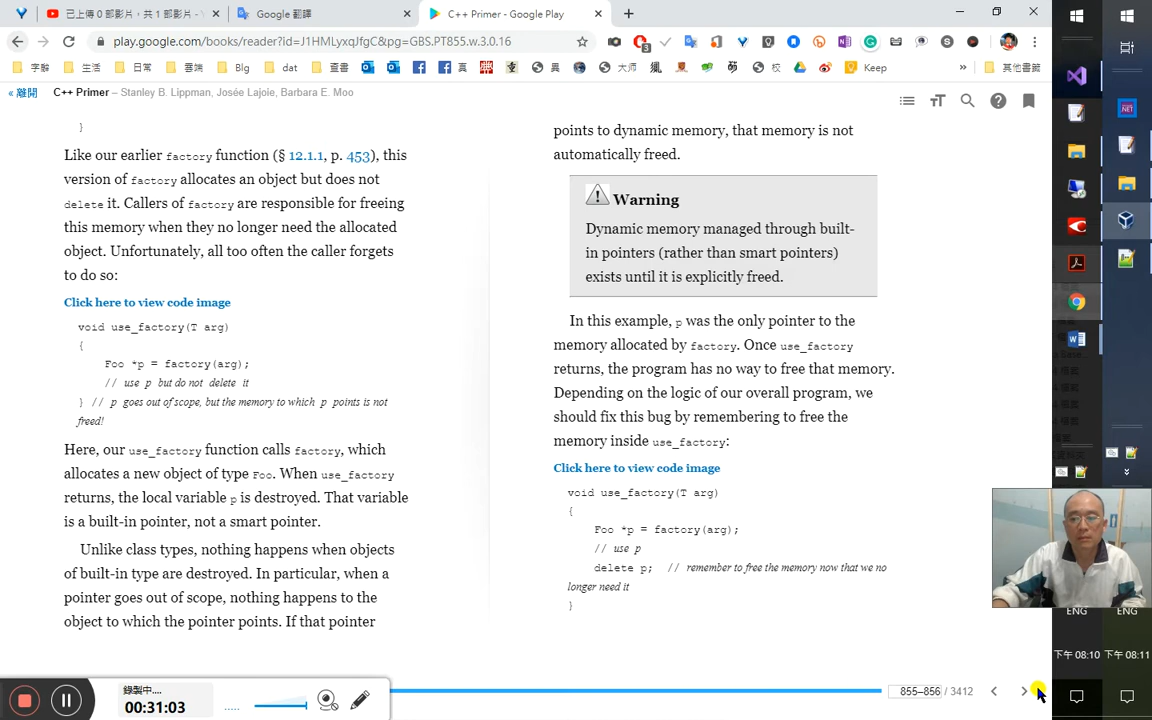 已上傳 0 部影片，共 1 部影片 -
Google 翻譯
C++ Primer - Google Play
play.google.com/books/reader?id=J1HMLyxqJfgC&pg=GBS.PT855.w.3.0.16
字辭
生活
日常
雲端
Blg
dat
查書
真
異
大师
校
Keep
其他書籤
« 離開
C++ Primer – Stanley B. Lippman, Josée Lajoie, Barbara E. Moo
}
Like our earlier factory function (§ 12.1.1, p. 453), this
version of factory allocates an object but does not
delete it. Callers of factory are responsible for freeing
this memory when they no longer need the allocated
object. Unfortunately, all too often the caller forgets
to do so:
Click here to view code image
void use_factory(T arg)
{
Foo *p = factory(arg);
// use p but do not delete it
} // p goes out of scope, but the memory to which p points is not
freed!
Here, our use_factory function calls factory, which
allocates a new object of type Foo. When use_factory
returns, the local variable p is destroyed. That variable
is a built-in pointer, not a smart pointer.
Unlike class types, nothing happens when objects
of built-in type are destroyed. In particular, when a
pointer goes out of scope, nothing happens to the
object to which the pointer points. If that pointer
points to dynamic memory, that memory is not
automatically freed.
Warning
Dynamic memory managed through built-
in pointers (rather than smart pointers)
exists until it is explicitly freed.
In this example, p was the only pointer to the
memory allocated by factory. Once use_factory
returns, the program has no way to free that memory.
Depending on the logic of our overall program, we
should fix this bug by remembering to free the
memory inside use_factory:
Click here to view code image
void use_factory(T arg)
{
Foo *p = factory(arg);
// use p
delete p; // remember to free the memory now that we no
longer need it
}
855–856 / 3412
錄製中....
00:31:03
ENG
ENG
下午 08:10
下午 08:11